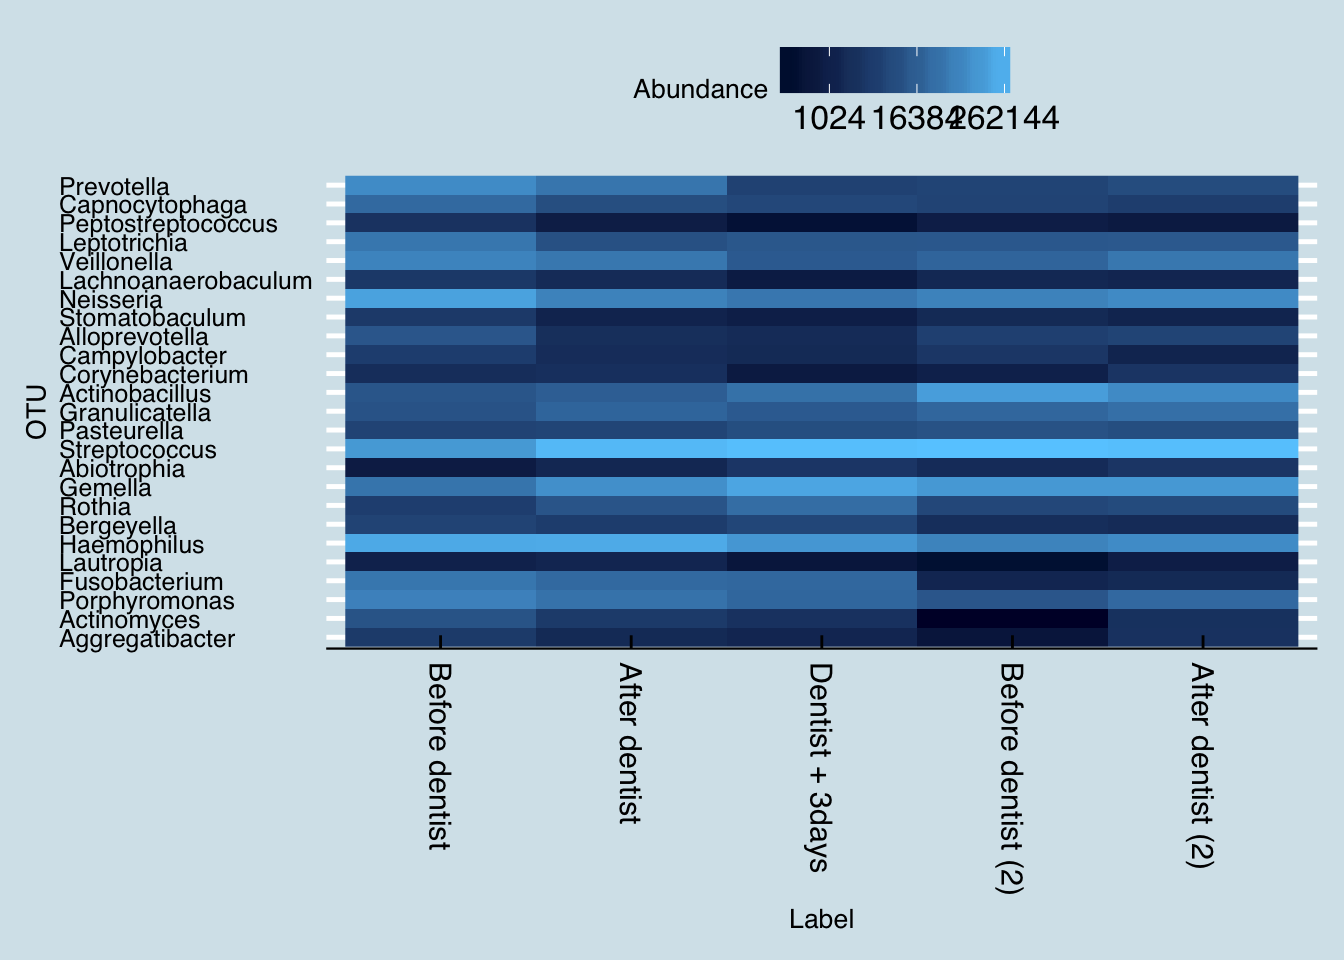 Abundance
1024 16384 262144
Prevotella
Capnocytophaga
Peptostreptococcus
Leptotrichia
Veillonella
Lachnoanaerobaculum
Neisseria
Stomatobaculum
Alloprevotella
Campylobacter
Corynebacterium
Actinobacillus
Granulicatella
Pasteurella
Streptococcus
Abiotrophia
Gemella
Rothia
Bergeyella
Haemophilus
Lautropia
Fusobacterium
Porphyromonas
Actinomyces
Aggregatibacter
OTU
Before dentist
After dentist
Dentist + 3days
Before dentist (2)
After dentist (2)
Label